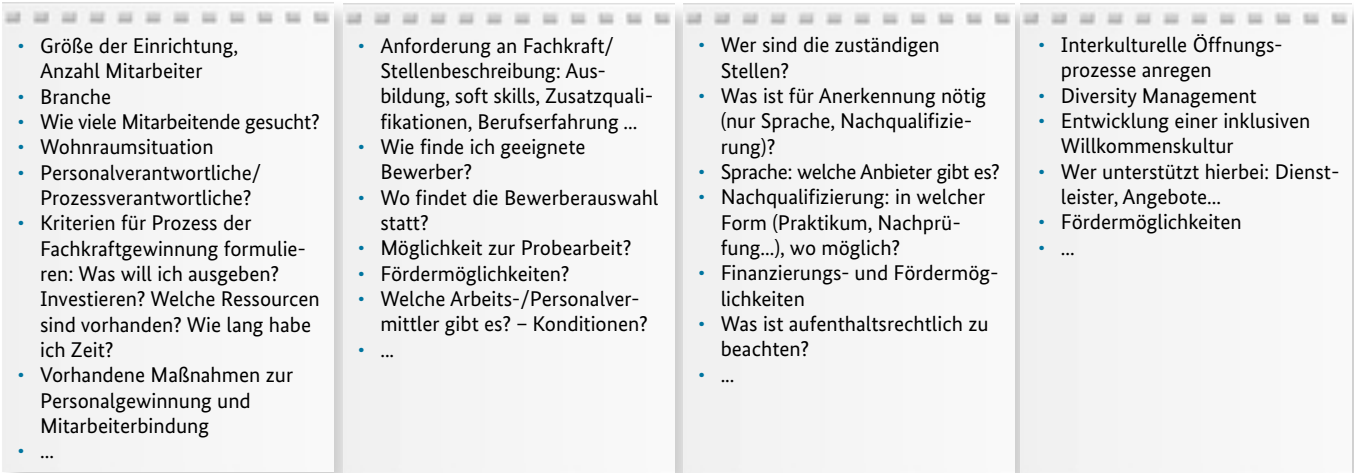 • Größe der Einrichtung,
Anzahl Mitarbeiter
• Branche
• Wie viele Mitarbeitende gesucht?
• Wohnraumsituation
• Personalverantwortliche/
Prozessverantwortliche?
• Kriterien für Prozess der
Fachkraftgewinnung formulie-
ren: Was will ich ausgeben?
Investieren? Welche Ressourcen
sind vorhanden? Wie lang habe
ich Zeit?
• Vorhandene Maßnahmen zur
Personalgewinnung und
Mitarbeiterbindung
• ...
• Anforderung an Fachkraft/
Stellenbeschreibung: Aus-
bildung, soft skills, Zusatzquali-
fikationen, Berufserfahrung ...
• Wie finde ich geeignete
Bewerber?
• Wo findet die Bewerberauswahl
statt?
• Möglichkeit zur Probearbeit?
• Fördermöglichkeiten?
• Welche Arbeits-/Personalver-
mittler gibt es? – Konditionen?
• ...
• Wer sind die zuständigen
Stellen?
• Was ist für Anerkennung nötig
(nur Sprache, Nachqualifizie-
rung)?
• Sprache: welche Anbieter gibt es?
• Nachqualifizierung: in welcher
Form (Praktikum, Nachprü-
fung...), wo möglich?
• Finanzierungs- und Fördermög-
lichkeiten
• Was ist aufenthaltsrechtlich zu
beachten?
• ...
• Interkulturelle Öffnungs-
prozesse anregen
• Diversity Management
• Entwicklung einer inklusiven
Willkommenskultur
• Wer unterstützt hierbei: Dienst-
leister, Angebote...
• Fördermöglichkeiten
• ...